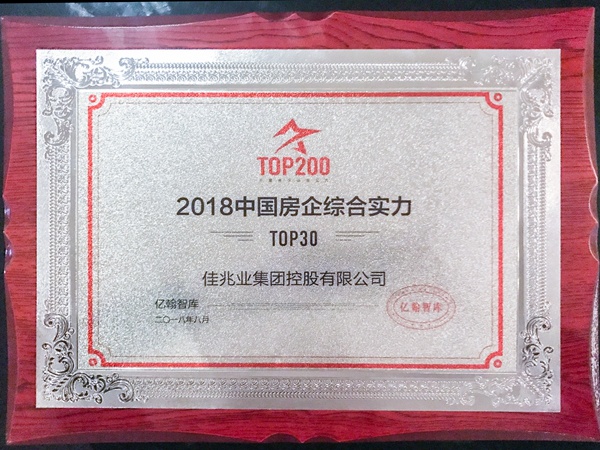 TOP200
2018中国房企综合实力
TOP30
佳兆业集团控股有限公司
亿翰智库
二〇一八年八月
亿翰智库